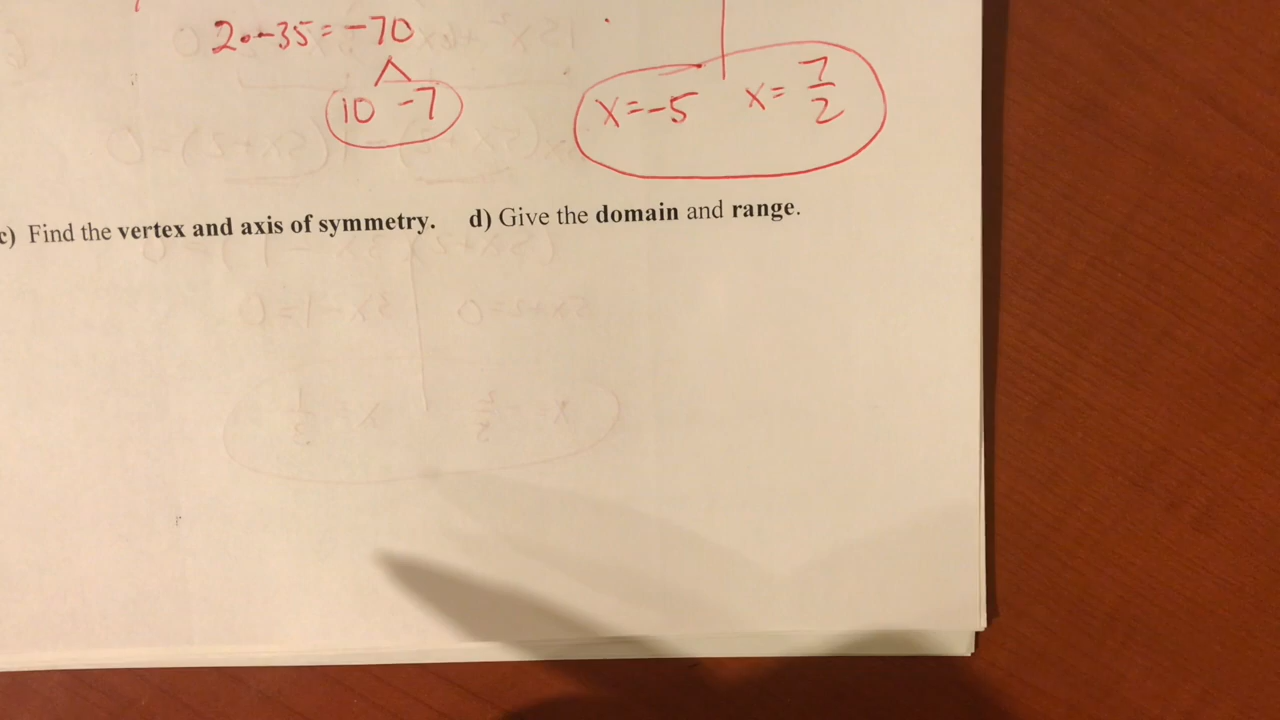 2·-35=-70
10 -7
x=-5 x=7/2
c) Find the vertex and axis of symmetry. d) Give the domain and range.